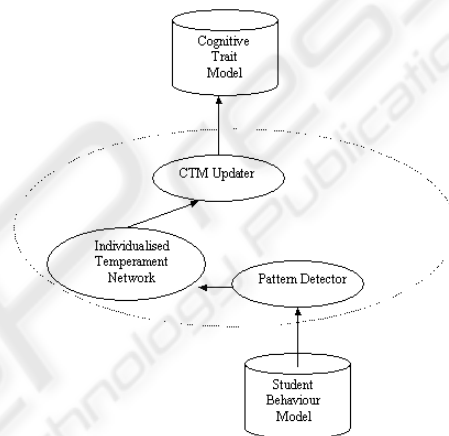 Cognitive
Trait
Model
CTM Updater
Individualised
Temperament
Network
Pattern Detector
Student
Behaviour
Model